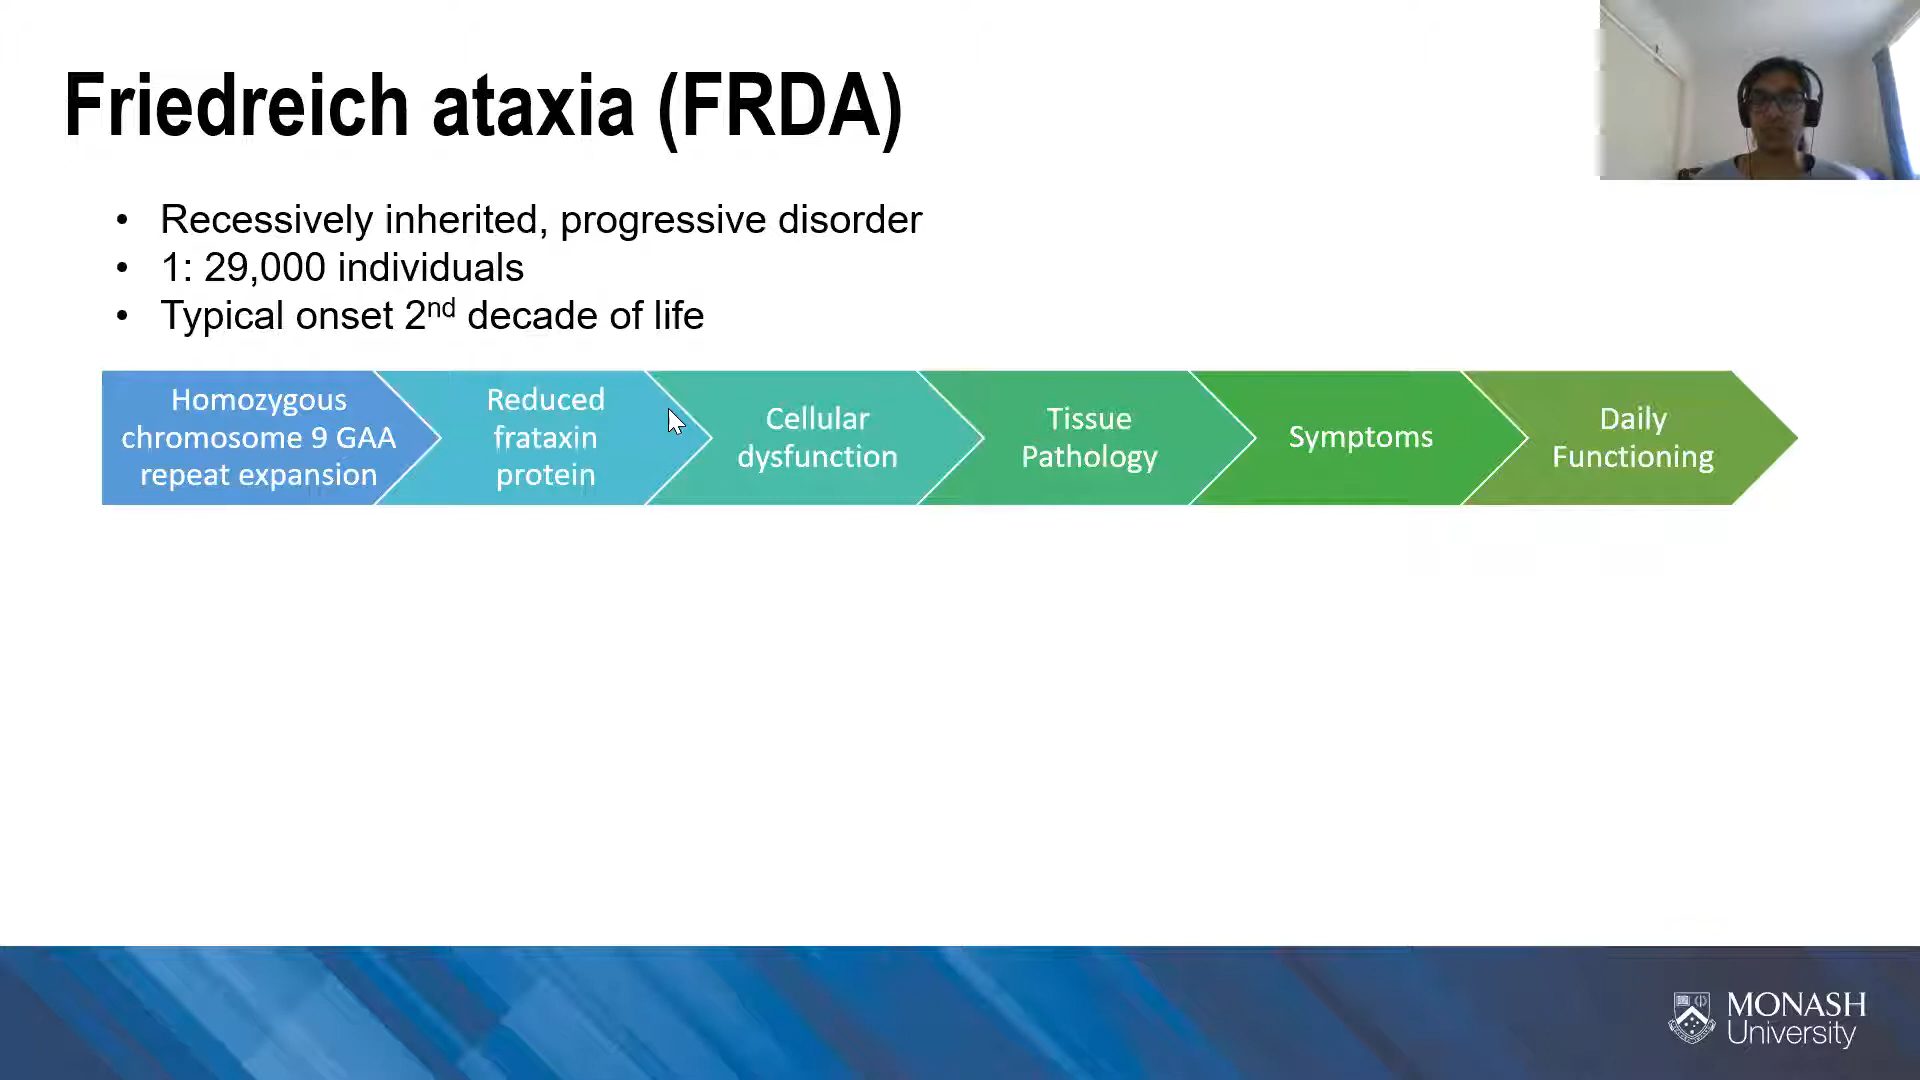 Friedreich ataxia (FRDA)
• Recessively inherited, progressive disorder
• 1: 29,000 individuals
• Typical onset 2nd decade of life
Homozygous
chromosome 9 GAA
repeat expansion
Reduced
frataxin
protein
Cellular
dysfunction
Tissue
Pathology
Symptoms
Daily
Functioning
MONASH
University